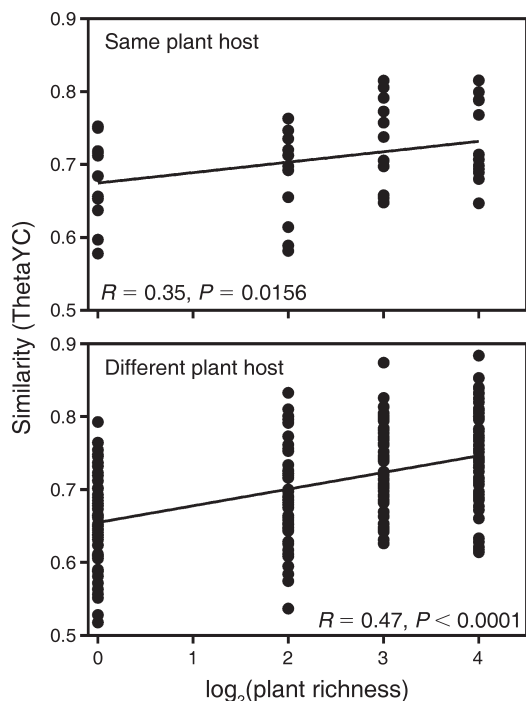 0.9
Same plant host
0.8
0.7
0.6
R = 0.35, P = 0.0156
0.5
Similarity (ThetaYC)
0.9
Different plant host
0.8
0.7
0.6
R = 0.47, P < 0.0001
0.5
0 1 2 3 4
log₂(plant richness)